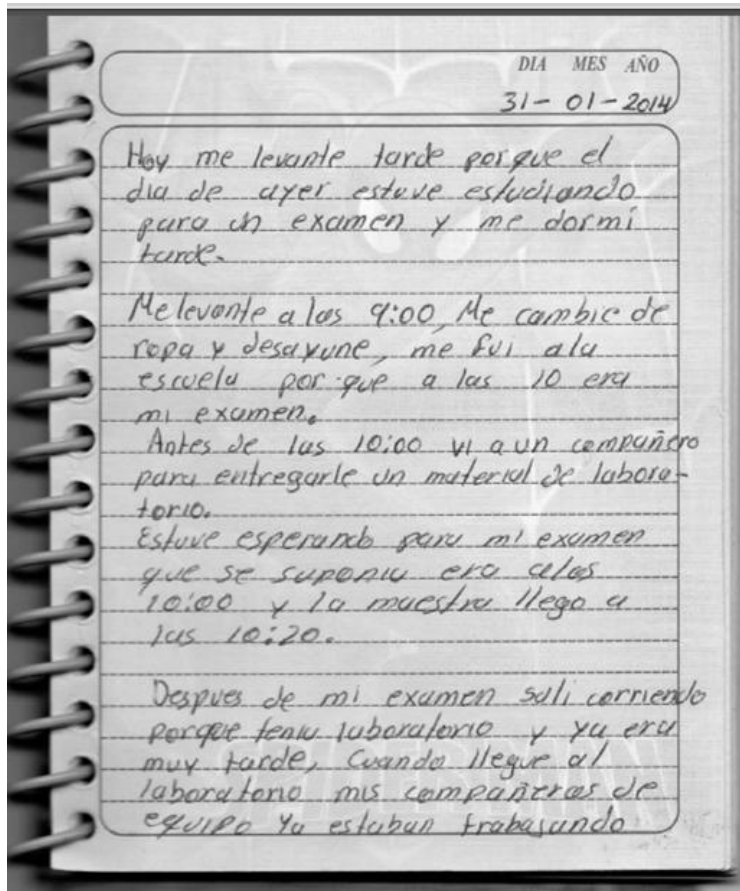 DIA MES AÑO
31- 01- 2014
Hoy me levante tarde porque el
dia de ayer estuve estudiando
para un examen y me dormi
tarde.
Me levante a las 9:00, Me cambie de
ropa y desayune, me fui ala
escuela por que a las 10 era
mi examen.
Antes de las 10:00 vi a un compañero
para entregarle un material de labora-
torio.
Estuve esperando para mi examen
que se suponia era alas
10:00 y la maestra llego a
las 10:20.
Despues de mi examen sali corriendo
porque tenia laboratorio y ya era
muy tarde, Cuando llegue al
laboratorio mis compañeros de
equipo Ya estaban trabajando
SPIDERMAN